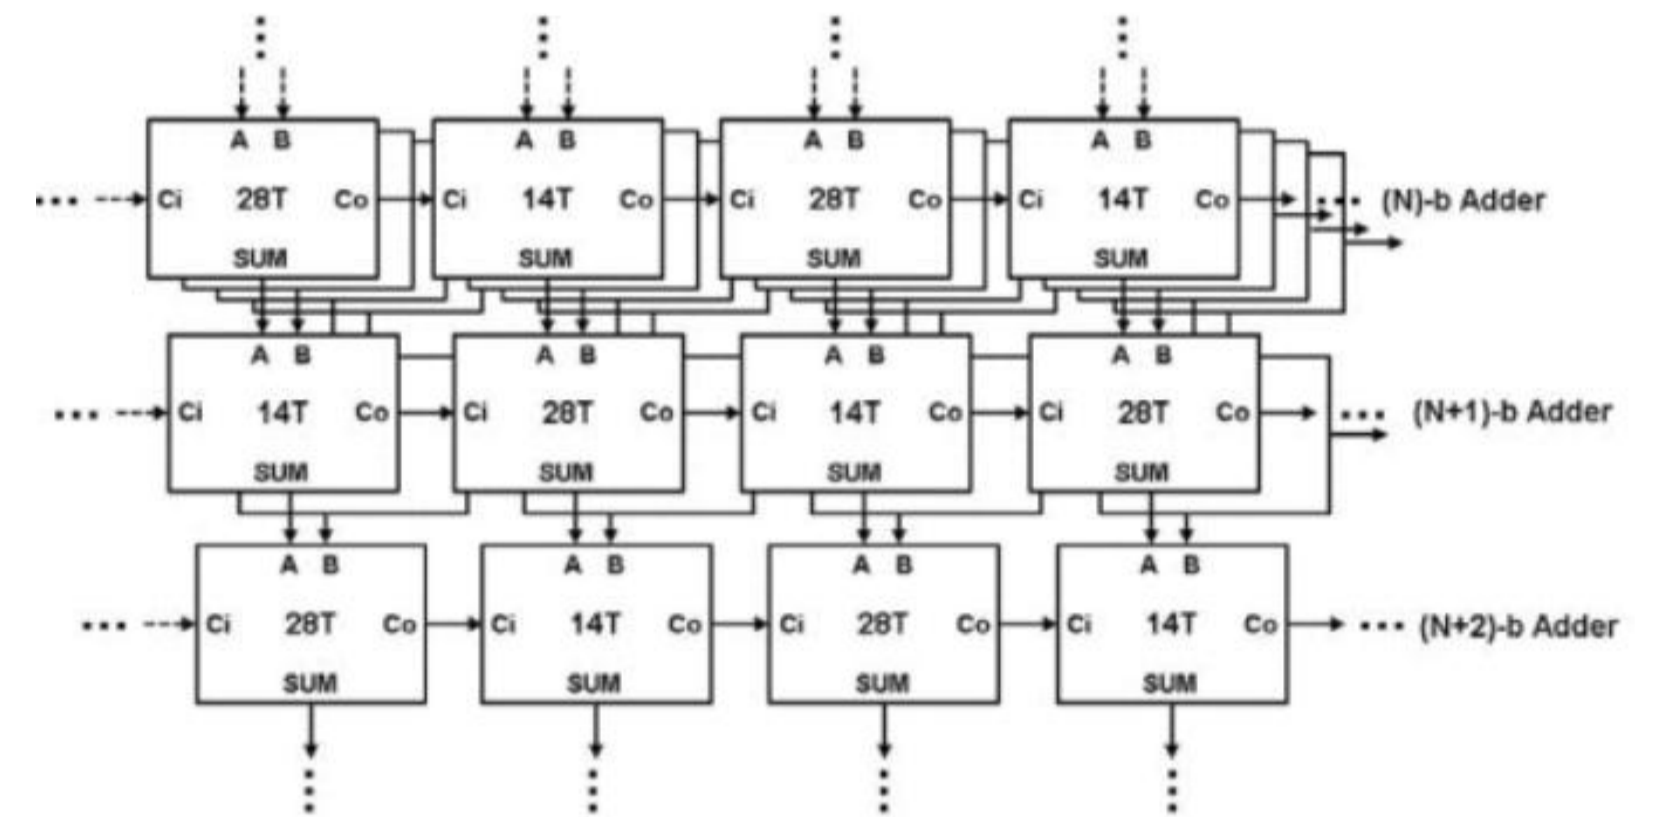 A B A B A B A B
... Ci 28T Co Ci 14T Co Ci 28T Co Ci 14T Co ... (N)-b Adder
SUM SUM SUM SUM
A B A B A B A B
... Ci 14T Co Ci 28T Co Ci 14T Co Ci 28T Co ... (N+1)-b Adder
SUM SUM SUM SUM
A B A B A B A B
... Ci 28T Co Ci 14T Co Ci 28T Co Ci 14T Co ... (N+2)-b Adder
SUM SUM SUM SUM